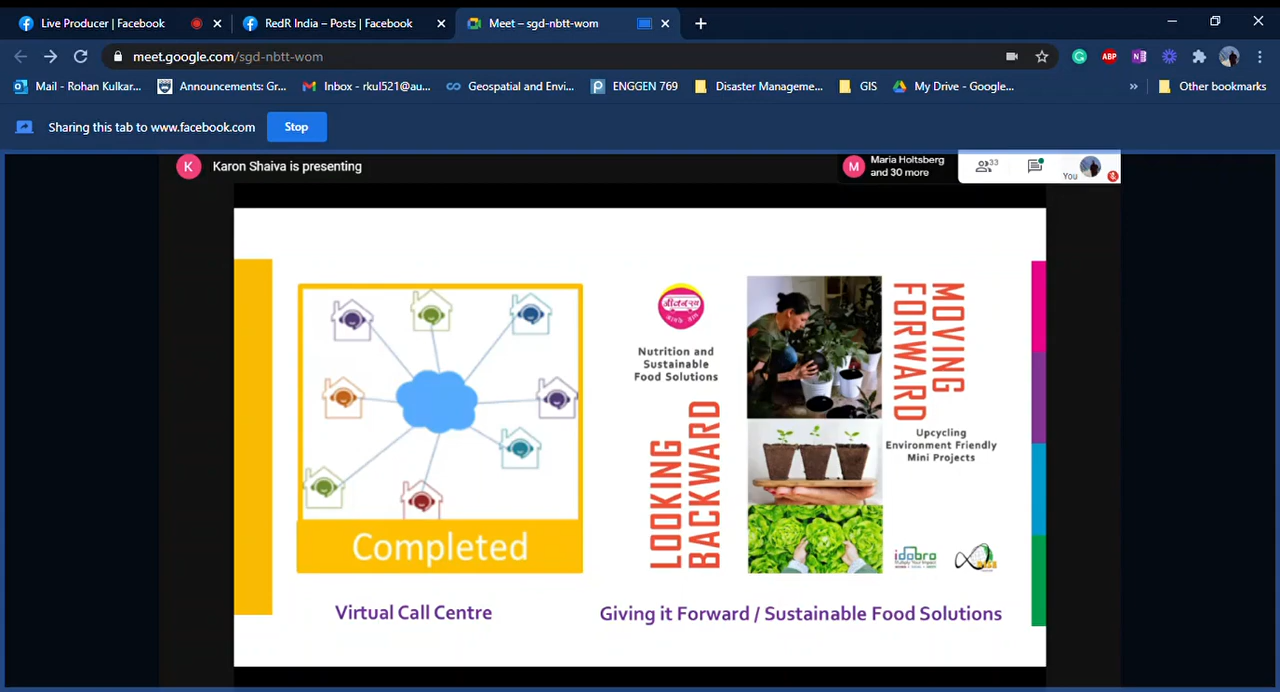 Live Producer | Facebook
RedR India – Posts | Facebook
Meet – sgd-nbtt-wom
meet.google.com/sgd-nbtt-wom
ABP
Mail - Rohan Kulkar...
Announcements: Gr...
Inbox - rkul521@au...
Geospatial and Envi...
ENGGEN 769
Disaster Manageme...
GIS
My Drive - Google...
Other bookmarks
Sharing this tab to www.facebook.com
Stop
K
Karon Shaiva is presenting
M
Maria Holtsberg
and 30 more
33
You
Completed
Virtual Call Centre
Nutrition and
Sustainable
Food Solutions
LOOKING
BACKWARD
MOVING
FORWARD
Upcycling
Environment Friendly
Mini Projects
idobro
Multiply Your Impact
Giving it Forward / Sustainable Food Solutions